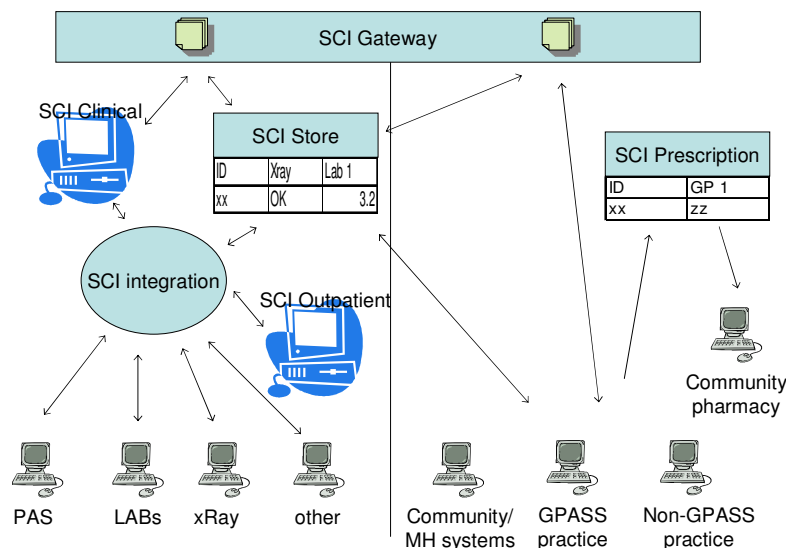 SCI Gateway
SCI Clinical
SCI Store
ID Xray Lab 1
xx OK 3.2
SCI Prescription
ID GP 1
xx zz
SCI integration
SCI Outpatient
Community
pharmacy
PAS
LABs
xRay
other
Community/
MH systems
GPASS
practice
Non-GPASS
practice